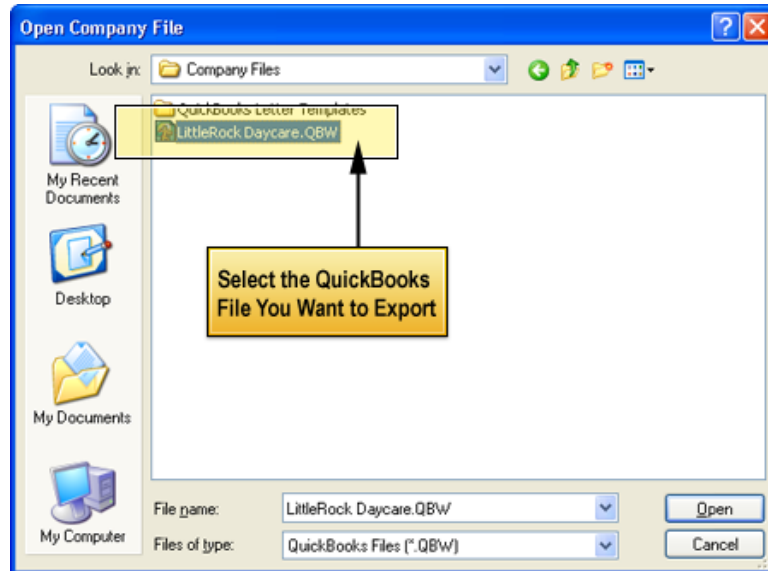 Open Company File
Look in:
Company Files
QuickBooks Letter Templates
LittleRock Daycare.QBW
My Recent
Documents
Desktop
My Documents
My Computer
Select the QuickBooks
File You Want to Export
File name:
LittleRock Daycare.QBW
Open
Files of type:
QuickBooks Files (*.QBW)
Cancel